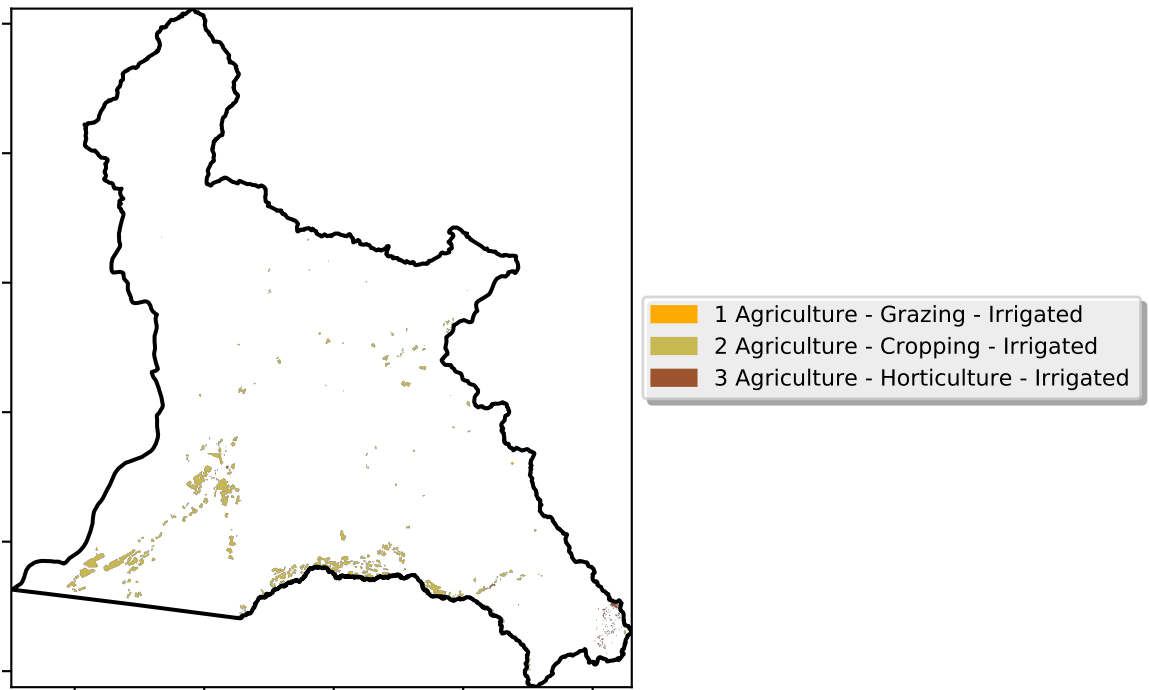 1 Agriculture - Grazing - Irrigated
2 Agriculture - Cropping - Irrigated
3 Agriculture - Horticulture - Irrigated